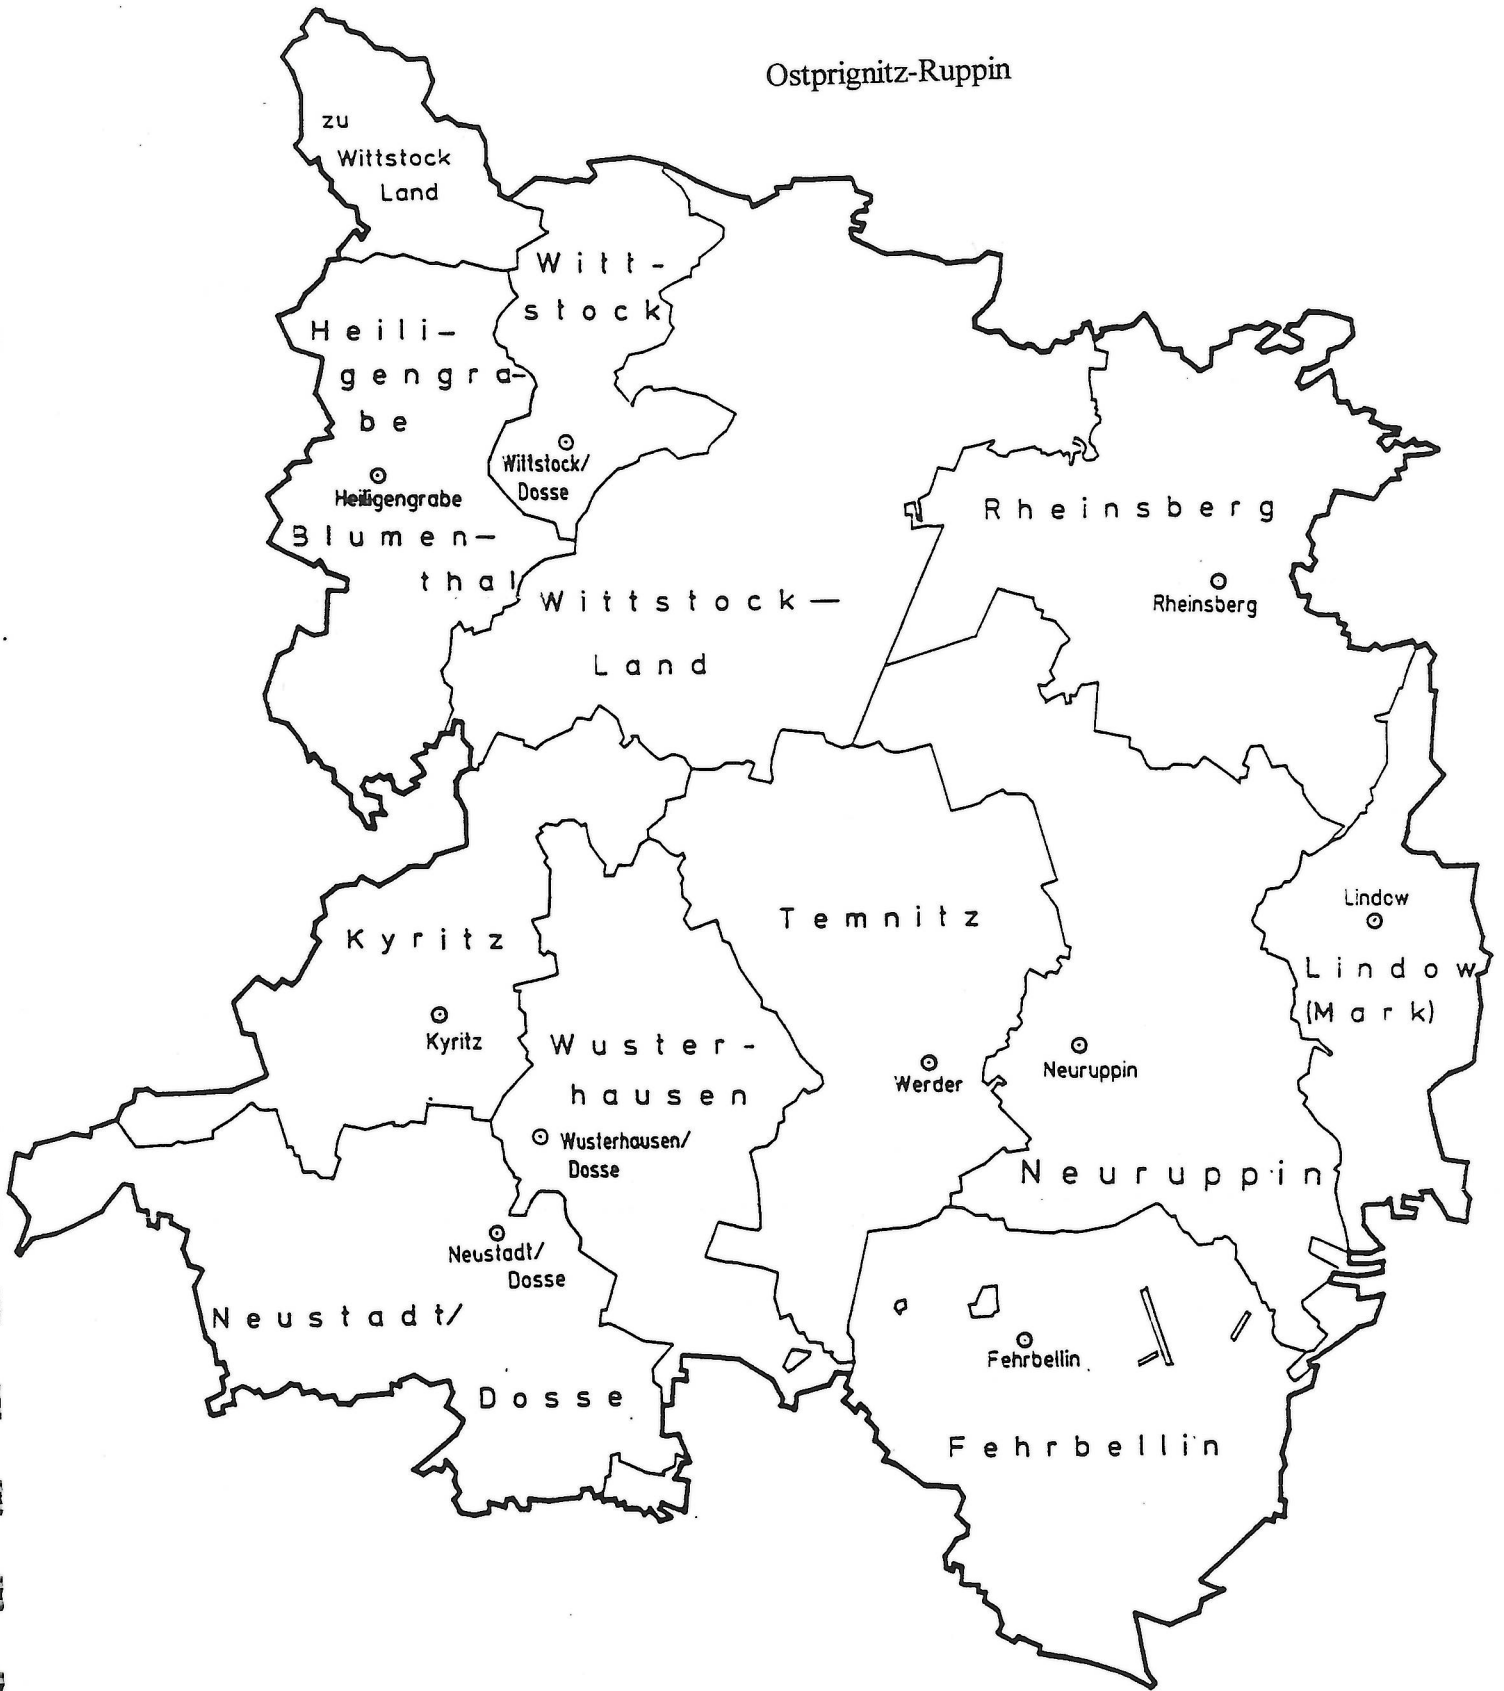 Ostprignitz-Ruppin
zu
Wittstock
Land
Witt-
stock
Heili-
gengra-
be
Wittstock/
Dosse
Heiligengrabe
Blumen-
thal
Rheinsberg
Rheinsberg
Wittstock-
Land
Lindow
Temnitz
Kyritz
Lindow
(Mark)
Kyritz
Wuster-
hausen
Werder
Neuruppin
Wusterhausen/
Dosse
Neuruppin
Neustadt/
Dosse
Neustadt/
Dosse
Fehrbellin
Fehrbellin